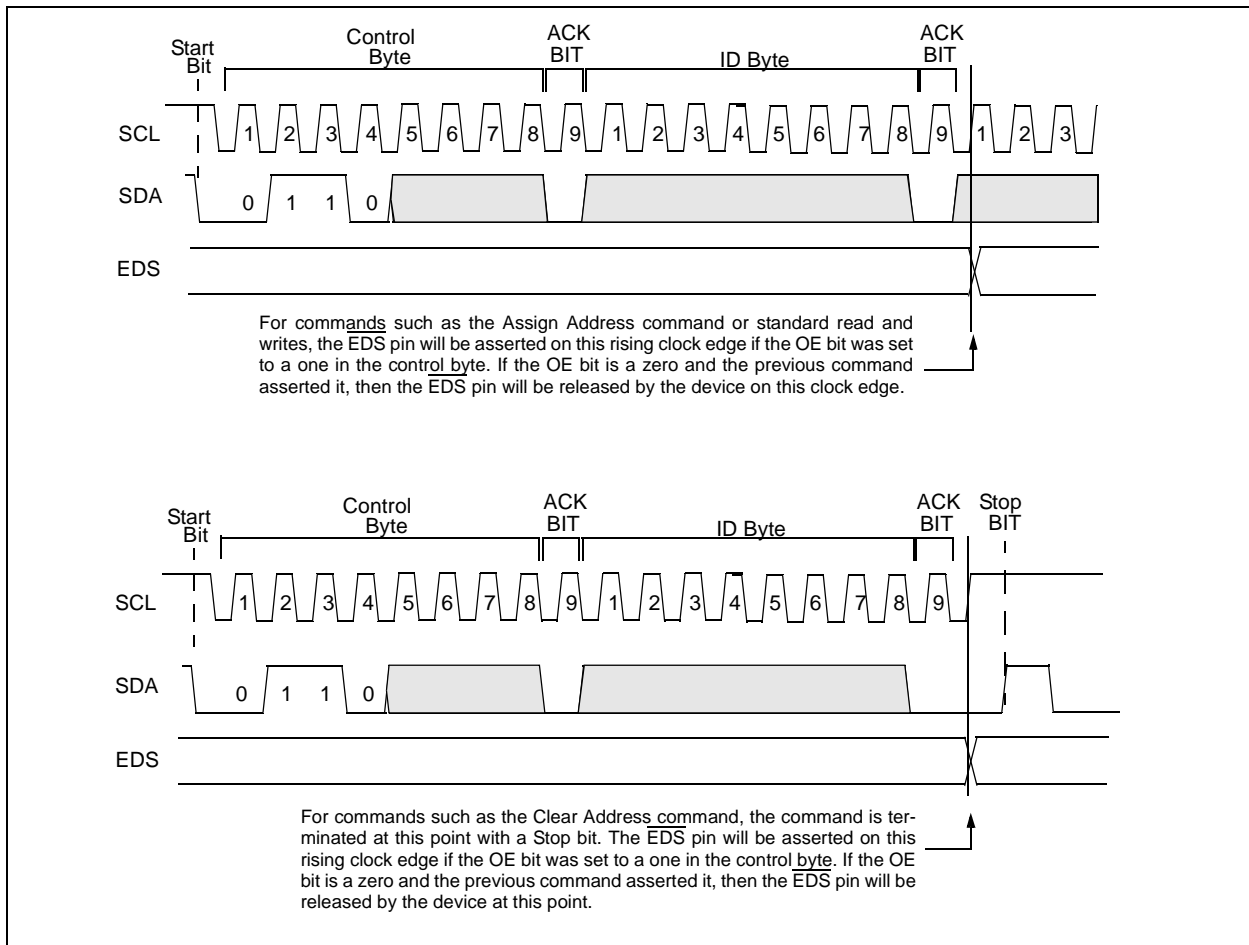 Start
Bit
Control
Byte
ACK
BIT
ID Byte
ACK
BIT
SCL
1 2 3 4 5 6 7 8 9 1 2 3 4 5 6 7 8 9 1 2 3
SDA
0 1 1 0
EDS
For commands such as the Assign Address command or standard read and
writes, the EDS pin will be asserted on this rising clock edge if the OE bit was set
to a one in the control byte. If the OE bit is a zero and the previous command
asserted it, then the EDS pin will be released by the device on this clock edge.
Start
Bit
Control
Byte
ACK
BIT
ID Byte
ACK
BIT
Stop
BIT
SCL
1 2 3 4 5 6 7 8 9 1 2 3 4 5 6 7 8 9
SDA
0 1 1 0
EDS
For commands such as the Clear Address command, the command is ter-
minated at this point with a Stop bit. The EDS pin will be asserted on this
rising clock edge if the OE bit was set to a one in the control byte. If the OE
bit is a zero and the previous command asserted it, then the EDS pin will be
released by the device at this point.